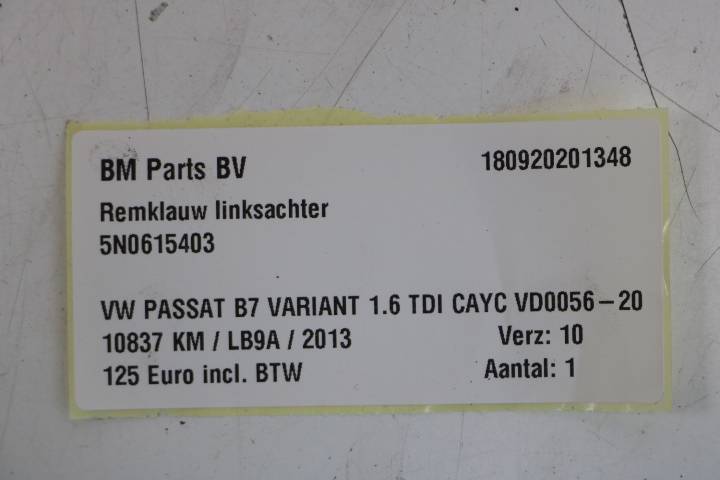 BM Parts BV 180920201348
Remklauw linksachter
5N0615403
VW PASSAT B7 VARIANT 1.6 TDI CAYC VD0056-20
10837 KM / LB9A / 2013 Verz: 10
125 Euro incl. BTW Aantal: 1